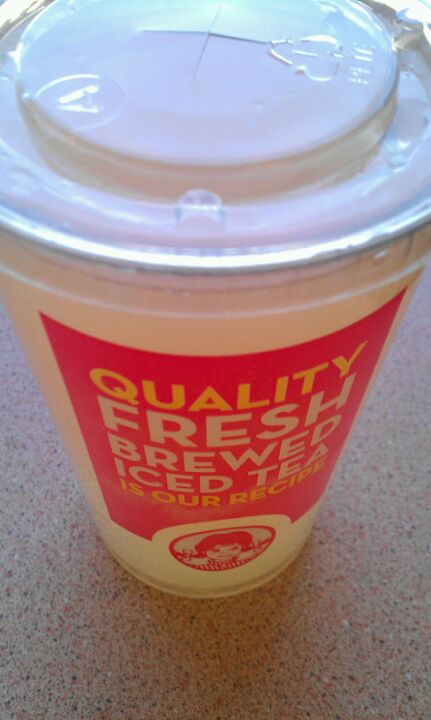 QUALITY
FRESH
BREWED
ICED TEA
IS OUR RECIPE